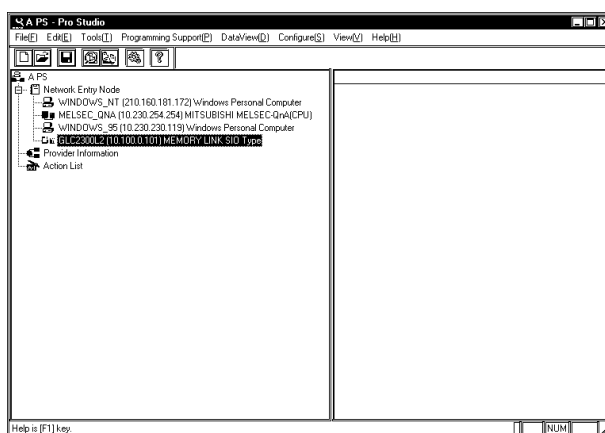 A PS - Pro Studio
File[F] Edit[E] Tools[T] Programming Support[P] DataView[D] Configure[S] View[V] Help[H]
A PS
Network Entry Node
WINDOWS_NT (210.160.181.172) Windows Personal Computer
MELSEC_QNA (10.230.254.254) MITSUBISHI MELSEC-QnA(CPU)
WINDOWS_95 (10.230.230.119) Windows Personal Computer
GLC2300L2 (10.100.0.101) MEMORY LINK SIO Type
Provider Information
Action List
Help is [F1] key.
NUM